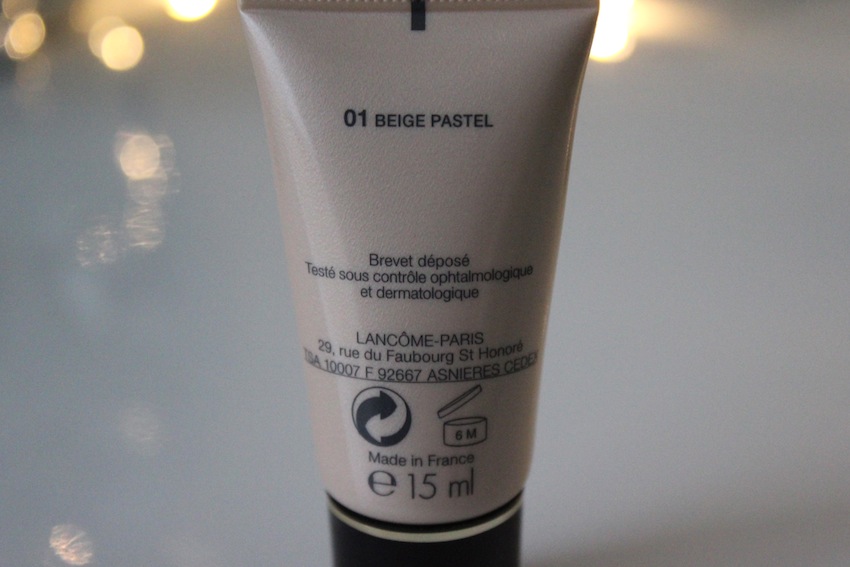 01 BEIGE PASTEL
Brevet déposé
Testé sous contrôle ophtalmologique
et dermatologique
LANCÔME-PARIS
29, rue du Faubourg St Honoré
TSA 10007 F 92667 ASNIERES CEDEX
6 M
Made in France
℮ 15 ml